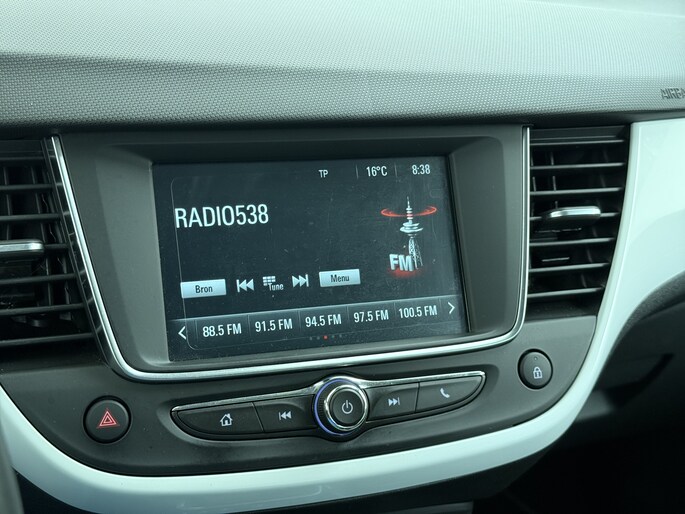 AIRBA
TP 16°C 8:38
RADIO538
FM
Bron Tune Menu
88.5 FM 91.5 FM 94.5 FM 97.5 FM 100.5 FM